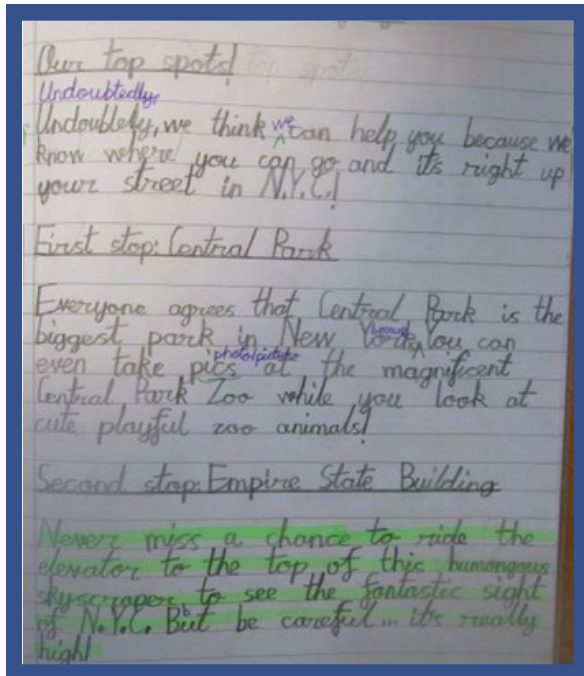 Our top spots!
Undoubtedly,
Undoublety, we think we can help you because we
know where you can go and it's right up
your street in N.Y.C.!
First stop: Central Park
Everyone agrees that Central Park is the
biggest park in New York, You can
because
even take pics at the magnificent
photo/picture
Central Park Zoo while you look at
cute playful zoo animals!
Second stop: Empire State Building
Never miss a chance to ride the
elevator to the top of this humongous
skyscraper to see the fantastic sight
of N.Y.C. But be careful... it's really
high!